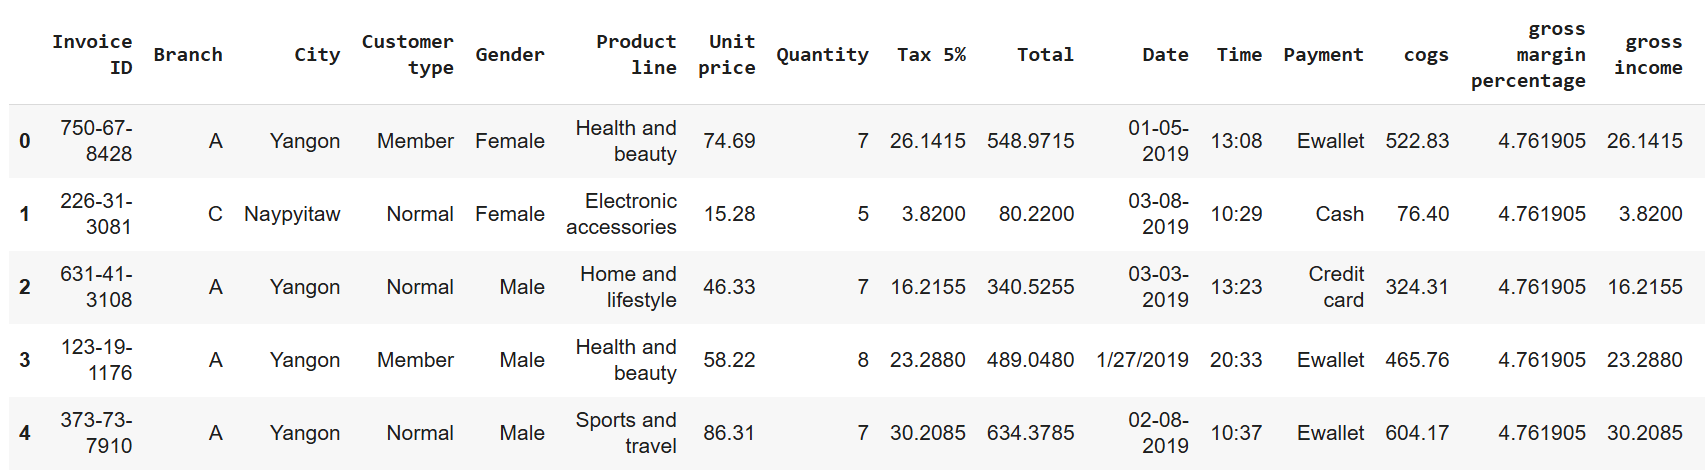 Invoice ID Branch City Customer type Gender Product line Unit price Quantity Tax 5% Total Date Time Payment cogs gross margin percentage gross income
0 750-67-8428 A Yangon Member Female Health and beauty 74.69 7 26.1415 548.9715 01-05-2019 13:08 Ewallet 522.83 4.761905 26.1415
1 226-31-3081 C Naypyitaw Normal Female Electronic accessories 15.28 5 3.8200 80.2200 03-08-2019 10:29 Cash 76.40 4.761905 3.8200
2 631-41-3108 A Yangon Normal Male Home and lifestyle 46.33 7 16.2155 340.5255 03-03-2019 13:23 Credit card 324.31 4.761905 16.2155
3 123-19-1176 A Yangon Member Male Health and beauty 58.22 8 23.2880 489.0480 1/27/2019 20:33 Ewallet 465.76 4.761905 23.2880
4 373-73-7910 A Yangon Normal Male Sports and travel 86.31 7 30.2085 634.3785 02-08-2019 10:37 Ewallet 604.17 4.761905 30.2085